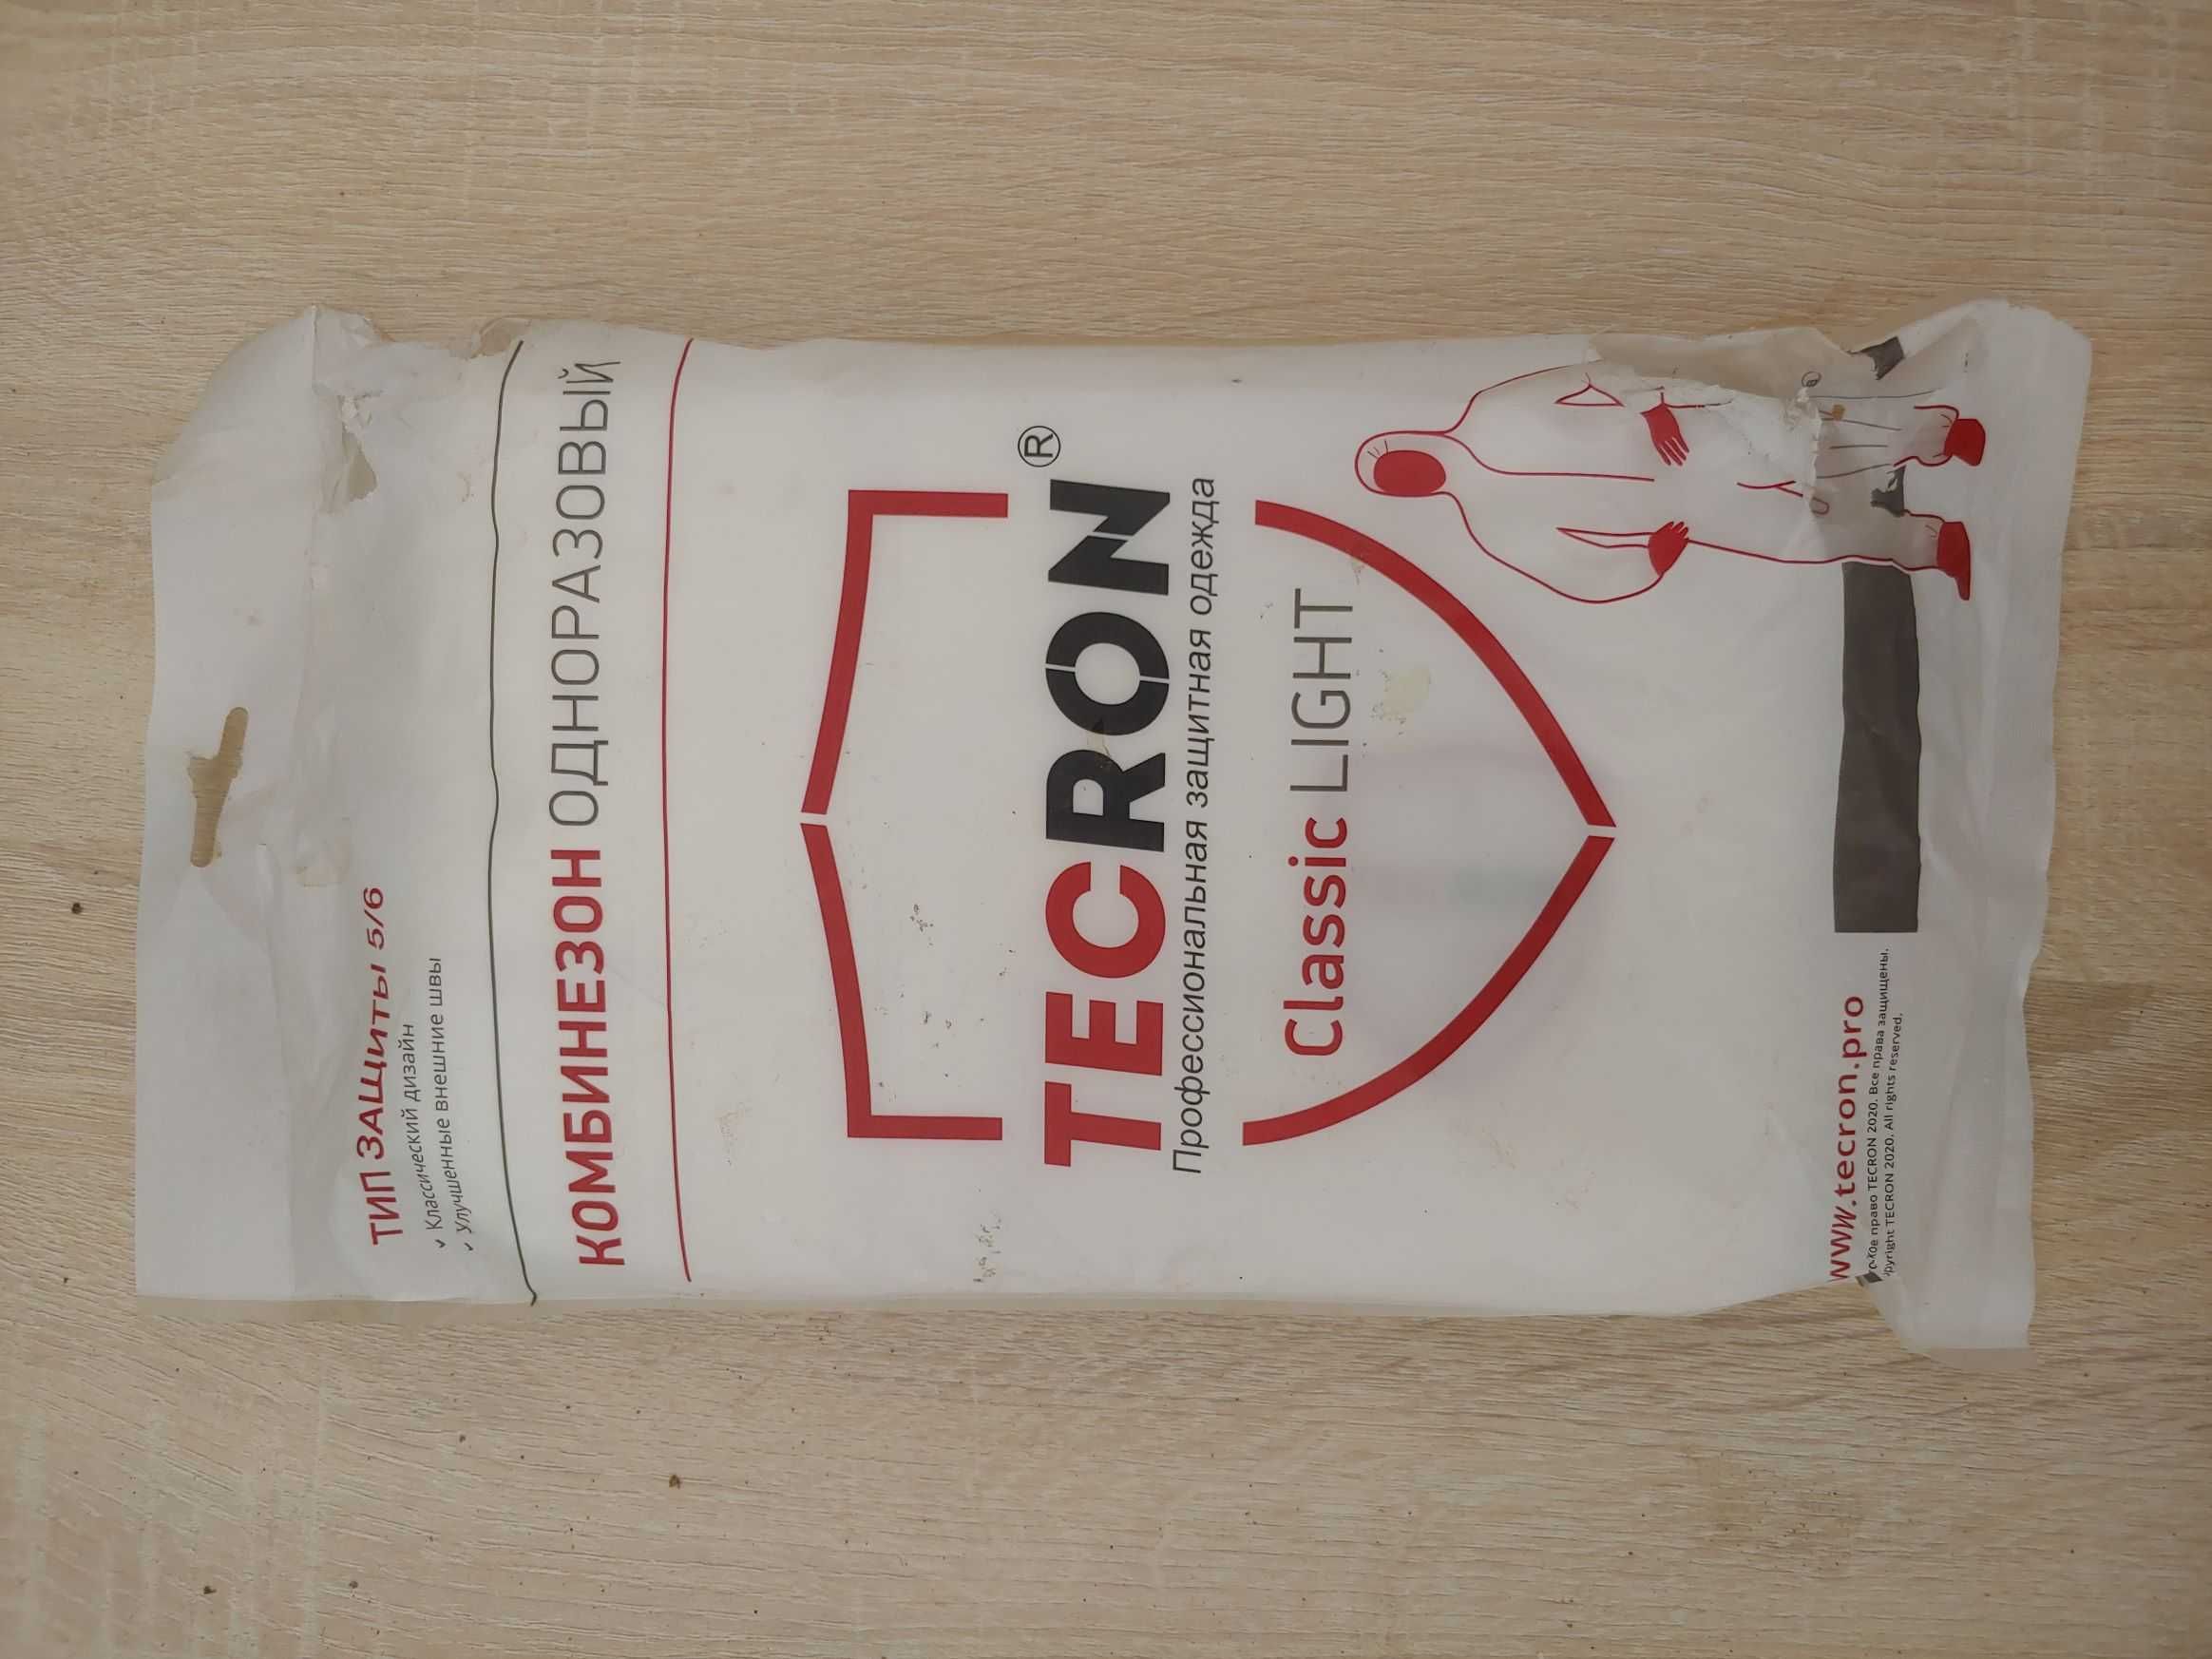 ТИП ЗАЩИТЫ 5/6
✓ Классический дизайн
✓ Улучшенные внешние швы
КОМБИНЕЗОН ОДНОРАЗОВЫЙ
TECRON®
Профессиональная защитная одежда
Classic LIGHT
®
www.tecron.pro
право TECRON 2020. Все права защищены.
TECRON 2020. All rights reserved.